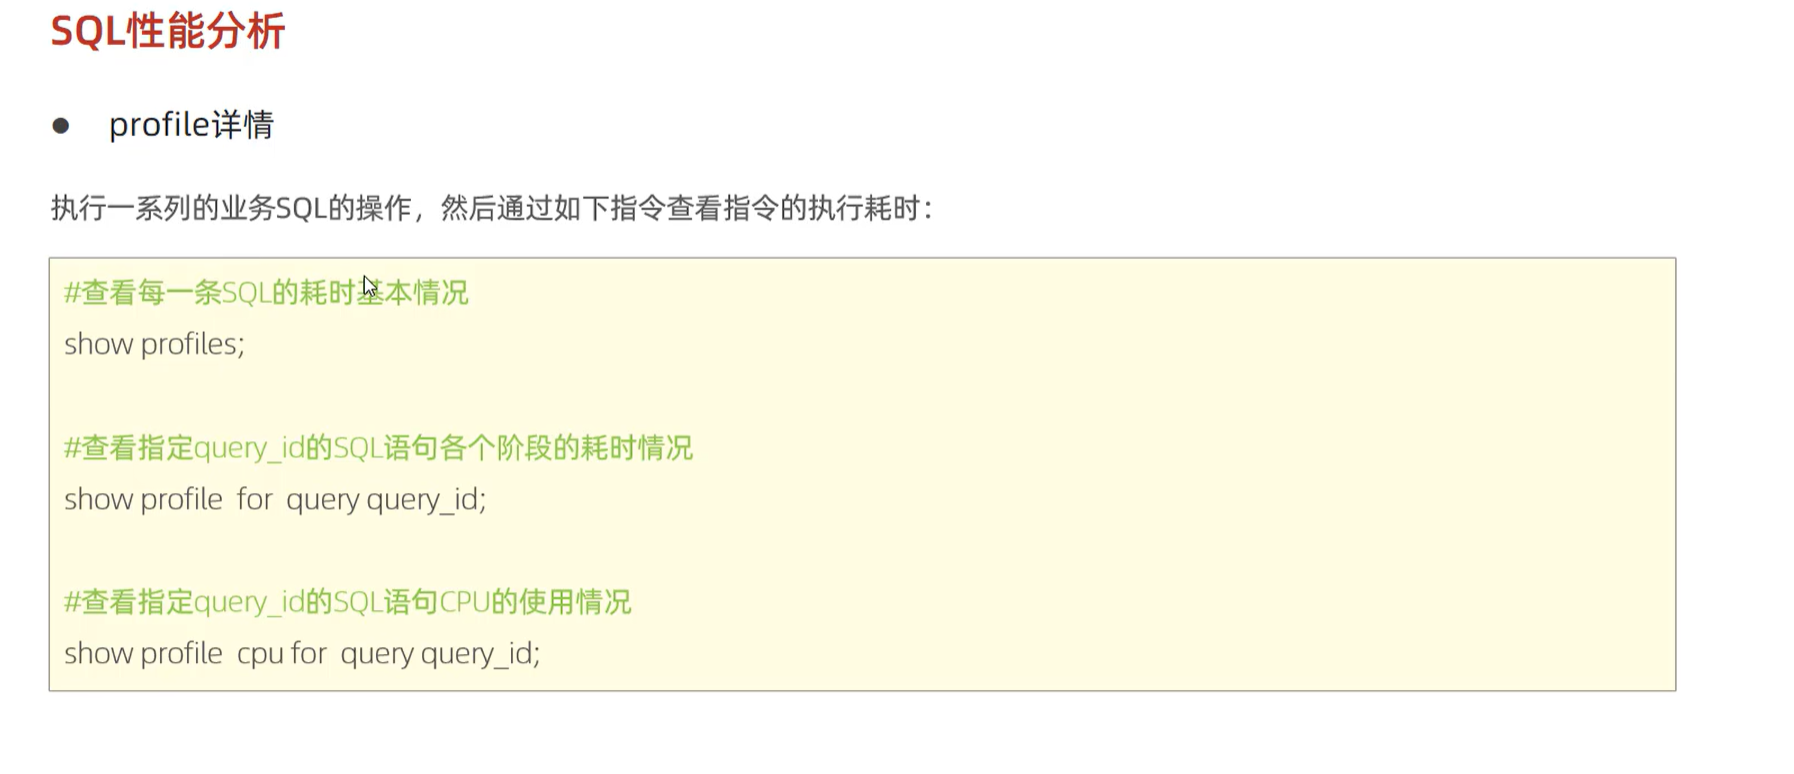 SQL性能分析
● profile详情
执行一系列的业务SQL的操作，然后通过如下指令查看指令的执行耗时：
#查看每一条SQL的耗时基本情况
show profiles;
#查看指定query_id的SQL语句各个阶段的耗时情况
show profile for query query_id;
#查看指定query_id的SQL语句CPU的使用情况
show profile cpu for query query_id;